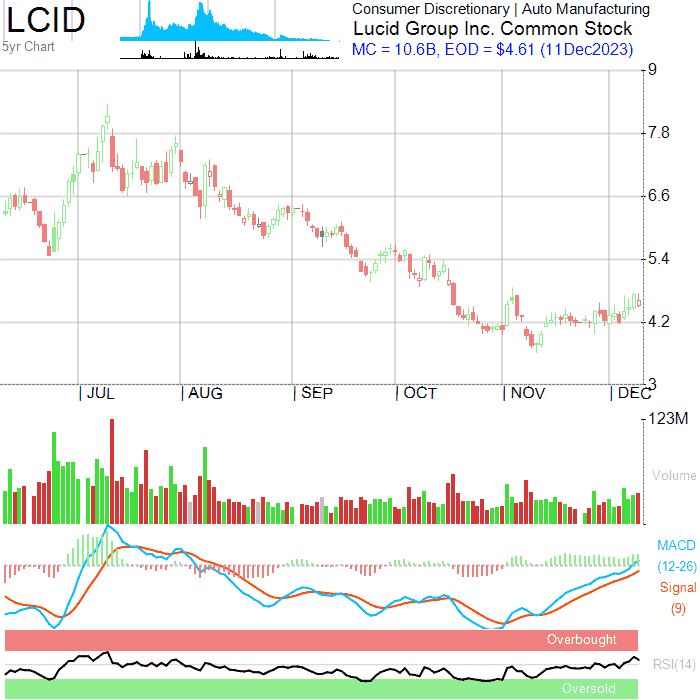 LCID
5yr Chart
Consumer Discretionary | Auto Manufacturing
Lucid Group Inc. Common Stock
MC = 10.6B, EOD = $4.61 (11Dec2023)
9
7.8
6.6
5.4
4.2
3
| JUL | AUG | SEP | OCT | NOV | DEC
123M
Volume
MACD
(12-26)
Signal
(9)
Overbought
RSI(14)
Oversold